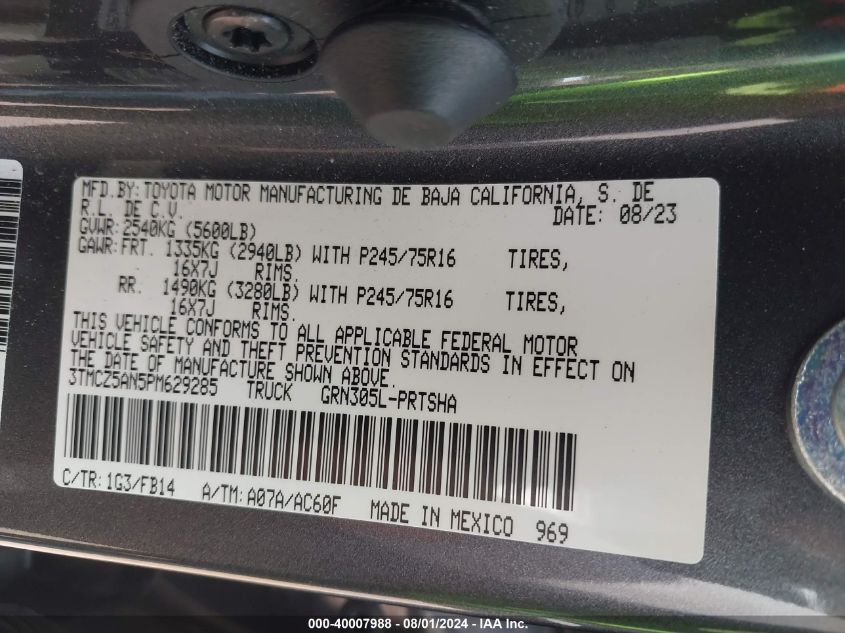 MFD.BY: TOYOTA MOTOR MANUFACTURING DE BAJA CALIFORNIA, S. DE
R.L. DE C.V. DATE: 08/23
GVWR: 2540KG (5600LB)
GAWR: FRT. 1335KG (2940LB) WITH P245/75R16 TIRES,
16X7J RIMS.
RR. 1490KG (3280LB) WITH P245/75R16 TIRES,
16X7J RIMS.
THIS VEHICLE CONFORMS TO ALL APPLICABLE FEDERAL MOTOR
VEHICLE SAFETY AND THEFT PREVENTION STANDARDS IN EFFECT ON
THE DATE OF MANUFACTURE SHOWN ABOVE.
3TMCZ5AN5PM629285 TRUCK GRN305L-PRTSHA
C/TR: 1G3/FB14 A/TM: A07A/AC60F MADE IN MEXICO 969
000-40007988 - 08/01/2024 - IAA Inc.